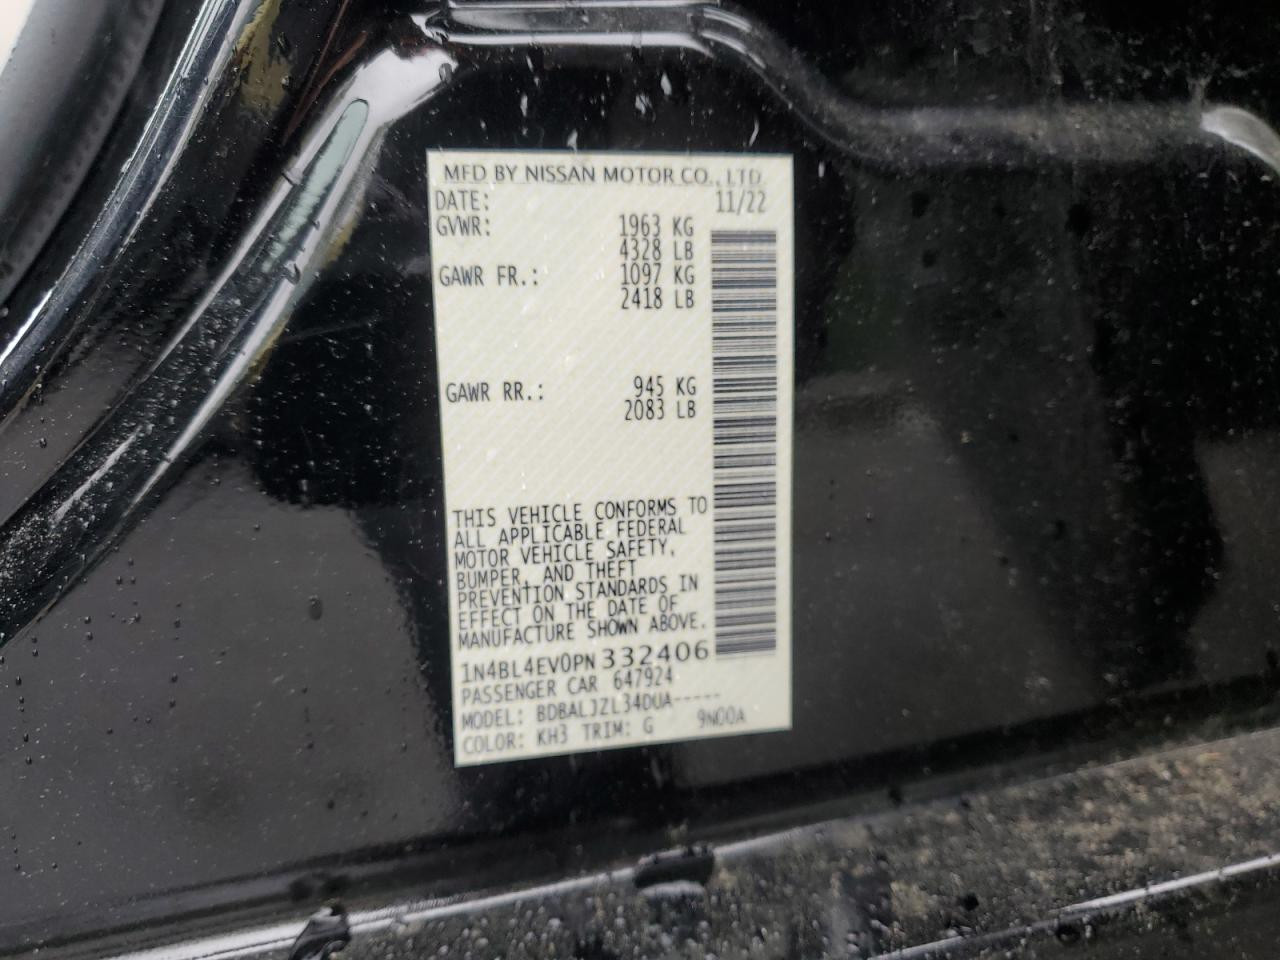 MFD BY NISSAN MOTOR CO., LTD.
DATE: 11/22
GVWR: 1963 KG
4328 LB
GAWR FR.: 1097 KG
2418 LB
GAWR RR.: 945 KG
2083 LB
THIS VEHICLE CONFORMS TO
ALL APPLICABLE FEDERAL
MOTOR VEHICLE SAFETY,
BUMPER, AND THEFT
PREVENTION STANDARDS IN
EFFECT ON THE DATE OF
MANUFACTURE SHOWN ABOVE.
1N4BL4EV0PN332406
PASSENGER CAR 647924
MODEL: BDBALJZL34DUA-----
COLOR: KH3 TRIM: G 9N00A